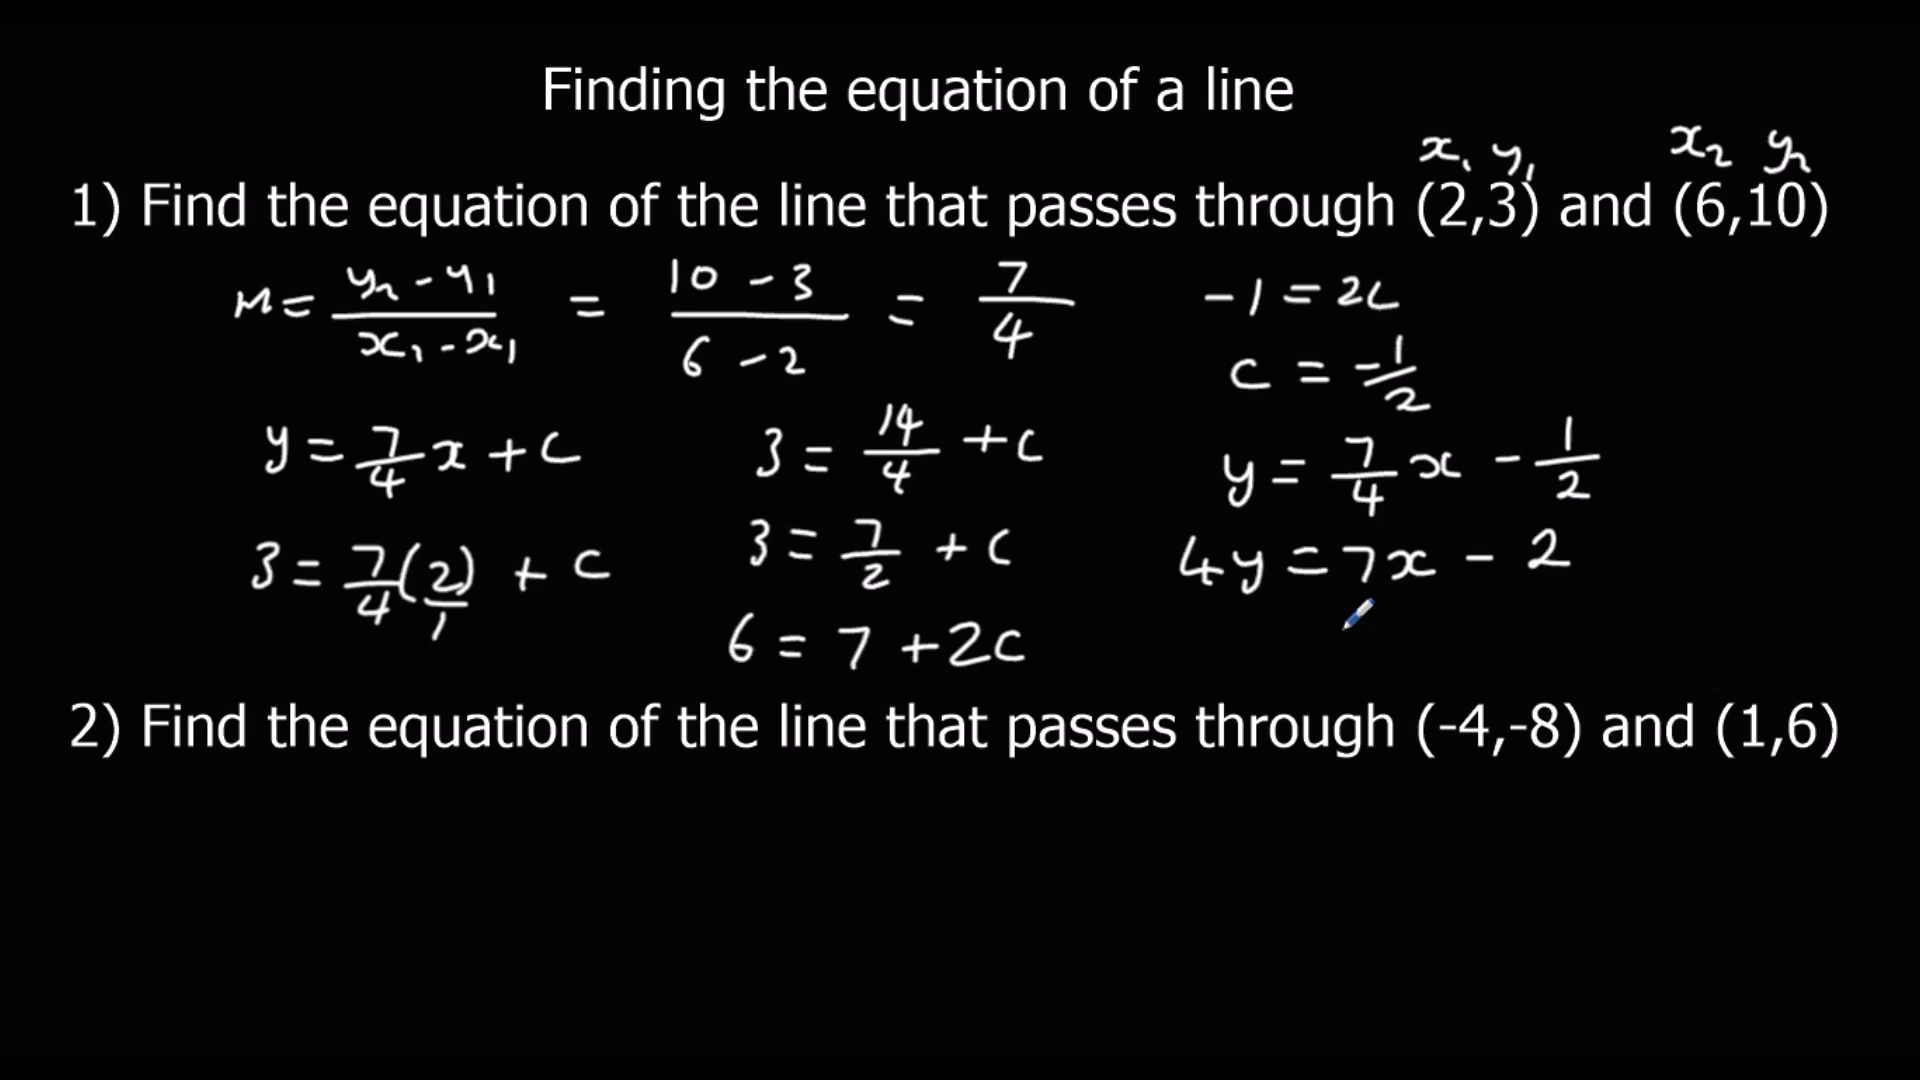 Finding the equation of a line
x₁ y₁ x₂ y₂
1) Find the equation of the line that passes through (2,3) and (6,10)
M = (y₂ - y₁)/(x₁ - x₁) = (10 - 3)/(6 - 2) = 7/4
y = 7/4 x + c
3 = 7/4 (2/1) + c
3 = 14/4 + c
3 = 7/2 + c
6 = 7 + 2c
-1 = 2c
c = -1/2
y = 7/4 x - 1/2
4y = 7x - 2
2) Find the equation of the line that passes through (-4,-8) and (1,6)